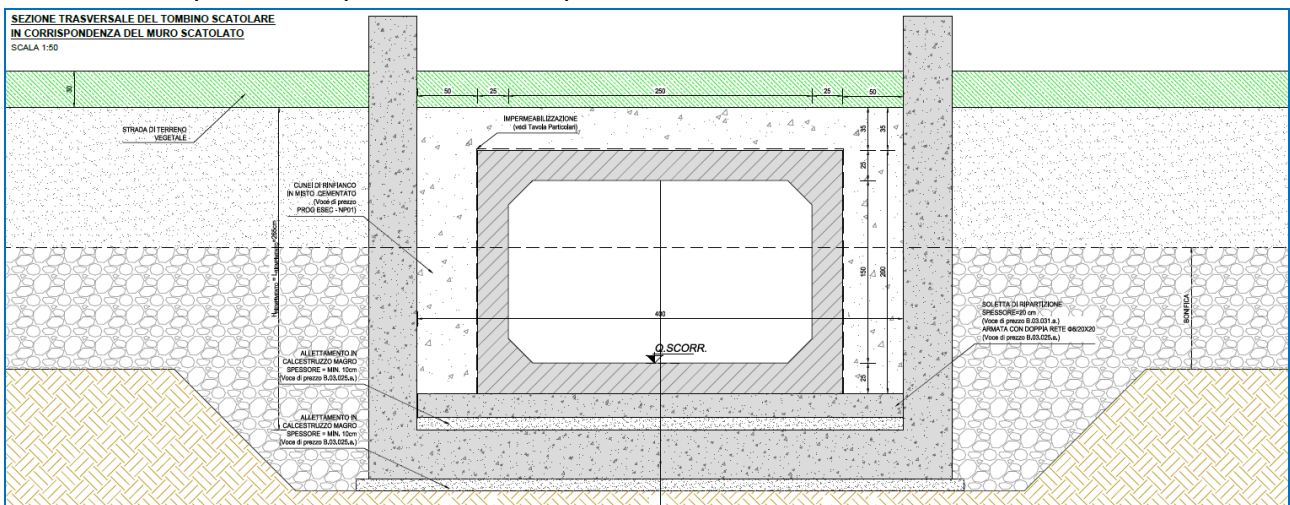 SEZIONE TRASVERSALE DEL TOMBINO SCATOLARE
IN CORRISPONDENZA DEL MURO SCATOLATO
SCALA 1:50
30
50
25
250
25
50
IMPERMEABILIZZAZIONE
(vedi Tavola Particolari)
STRADA DI TERRENO
VEGETALE
35
35
25
CUNEI DI RINFIANCO
IN MISTO CEMENTATO
(Voce di prezzo
PROG ESEC - NP01)
150
200
BONIFICA
400
SOLETTA DI RIPARTIZIONE
SPESSORE=20 cm
(Voce di prezzo B.03.031.a.)
ARMATA CON DOPPIA RETE Φ6/20X20
(Voce di prezzo B.03.025.a.)
Q.SCORR.
ALLETTAMENTO IN
CALCESTRUZZO MAGRO
SPESSORE = MIN. 10cm
(Voce di prezzo B.03.025.a.)
25
ALLETTAMENTO IN
CALCESTRUZZO MAGRO
SPESSORE = MIN. 10cm
(Voce di prezzo B.03.025.a.)